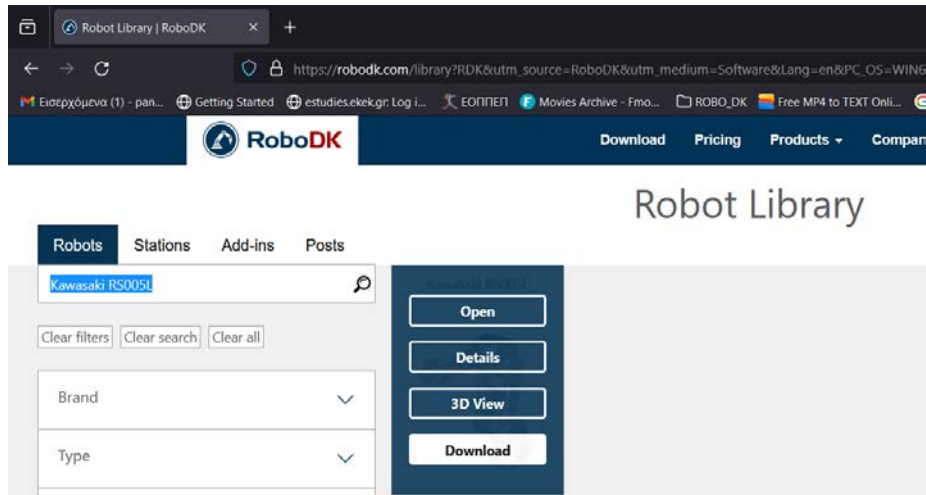 Robot Library | RoboDK
https://robodk.com/library?RDK&utm_source=RoboDK&utm_medium=Software&Lang=en&PC_OS=WIN6
Εισερχόμενα (1) - pan... Getting Started estudies.ekek.gr: Log i... ΕΟΠΠΕΠ Movies Archive - Fmo... ROBO_DK Free MP4 to TEXT Onli...
RoboDK Download Pricing Products Compan
Robot Library
Robots Stations Add-ins Posts
Kawasaki RS005L
Kawasaki RS005L
Open
Clear filters Clear search Clear all
Details
Brand
3D View
Download
Type